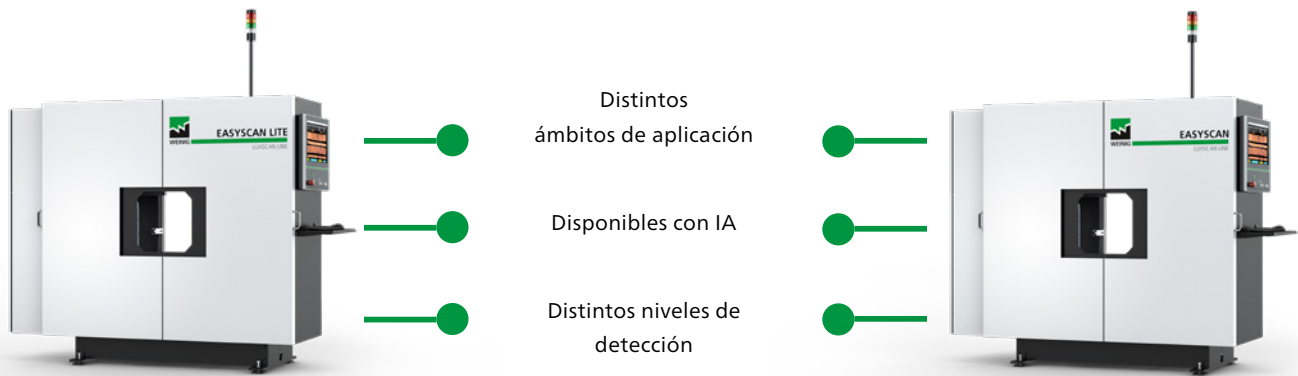 WEINIG
EASYSCAN LITE
LUXSCAN LINE
Distintos
ámbitos de aplicación
Disponibles con IA
Distintos niveles de
detección
WEINIG
EASYSCAN
LUXSCAN LINE